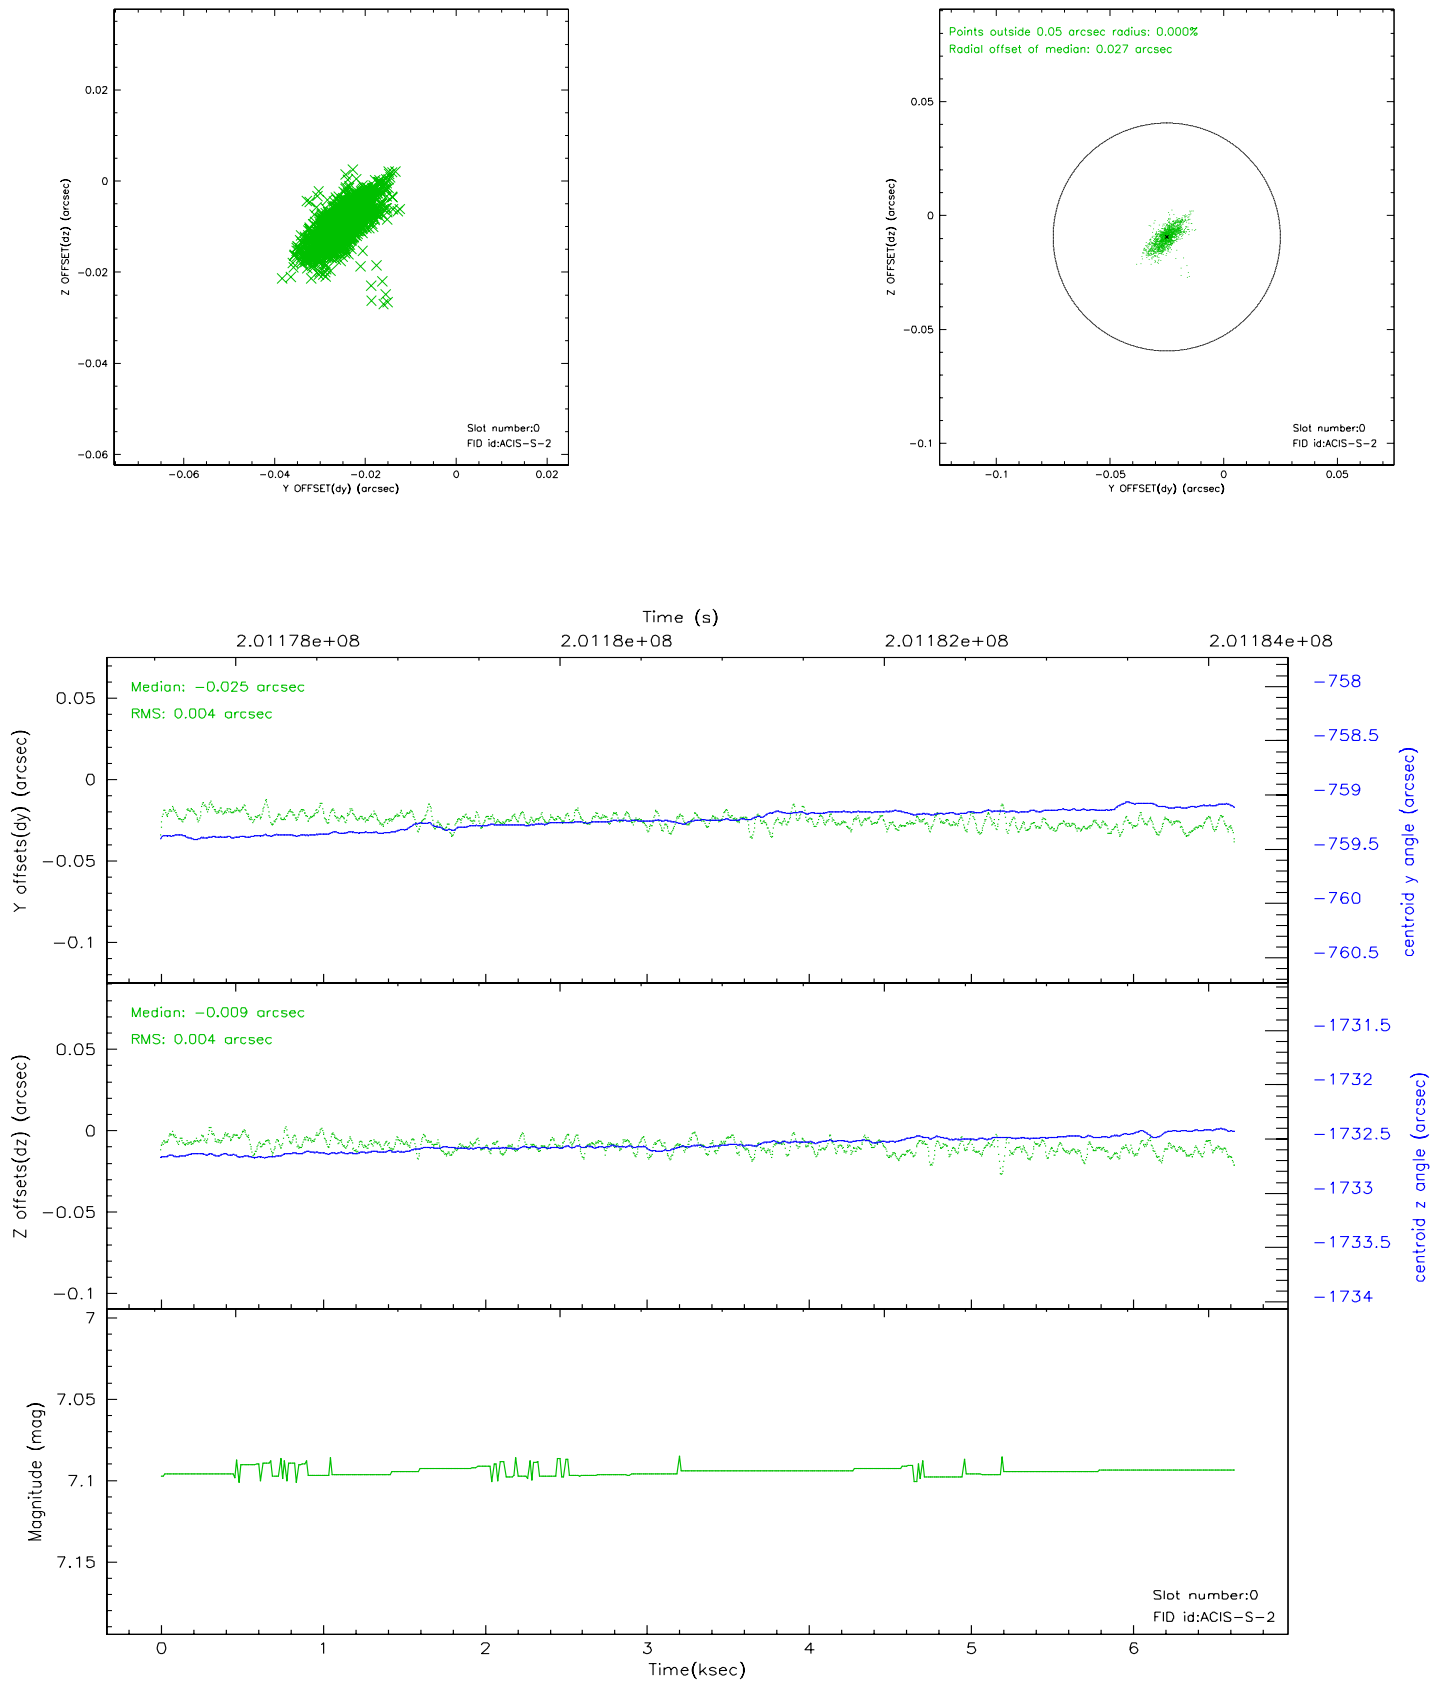 0.02
0
-0.02
-0.04
-0.06
Z OFFSET(dz) (arcsec)
-0.06
-0.04
-0.02
0
0.02
Y OFFSET(dy) (arcsec)
Slot number:0
FID id:ACIS-S-2
Points outside 0.05 arcsec radius: 0.000%
Radial offset of median: 0.027 arcsec
0.05
0
-0.05
-0.1
Z OFFSET(dz) (arcsec)
-0.1
-0.05
0
0.05
Y OFFSET(dy) (arcsec)
Slot number:0
FID id:ACIS-S-2
Time (s)
2.01178e+08
2.0118e+08
2.01182e+08
2.01184e+08
Median: -0.025 arcsec
RMS: 0.004 arcsec
0.05
0
-0.05
-0.1
Y offsets(dy) (arcsec)
-758
-758.5
-759
-759.5
-760
-760.5
centroid y angle (arcsec)
Median: -0.009 arcsec
RMS: 0.004 arcsec
0.05
0
-0.05
-0.1
Z offsets(dz) (arcsec)
-1731.5
-1732
-1732.5
-1733
-1733.5
-1734
centroid z angle (arcsec)
7
7.05
7.1
7.15
Magnitude (mag)
Slot number:0
FID id:ACIS-S-2
0
1
2
3
4
5
6
Time(ksec)